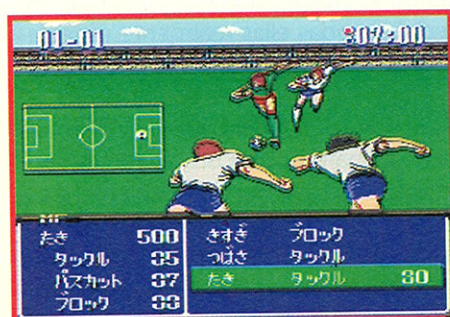 01-01
07:00
MF
たき 500
タックル 35
パスカット 37
ブロック 33
きすぎ ブロック
つばさ タックル
たき タックル 30